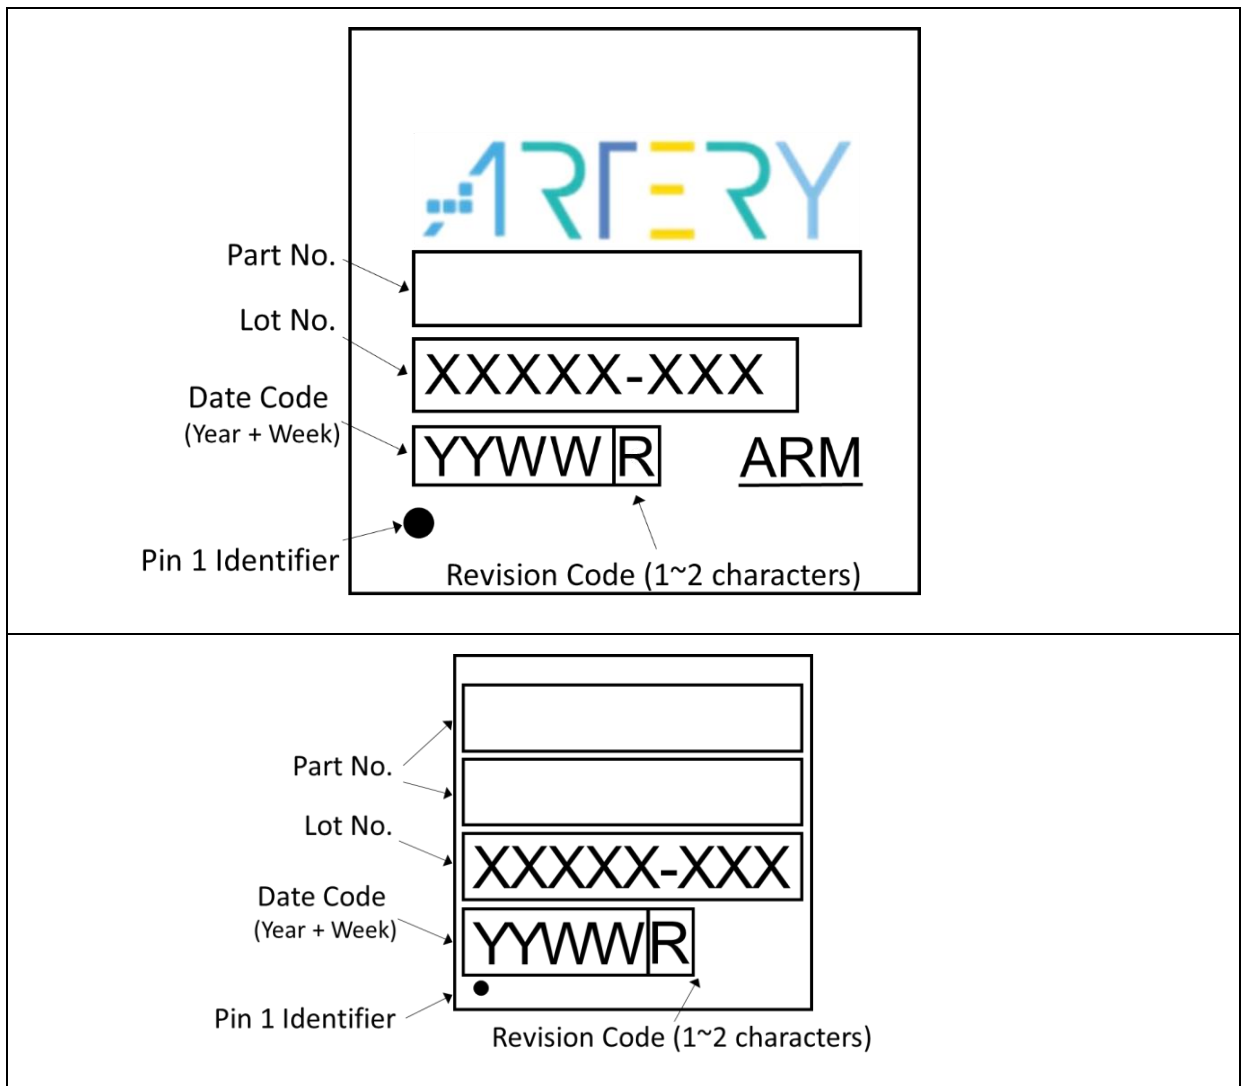 ARTERY
Part No.
Lot No.
XXXXX-XXX
Date Code
(Year + Week)
YYWW R
ARM
Pin 1 Identifier
Revision Code (1~2 characters)
Part No.
Lot No.
XXXXX-XXX
Date Code
(Year + Week)
YYWW R
Pin 1 Identifier
Revision Code (1~2 characters)